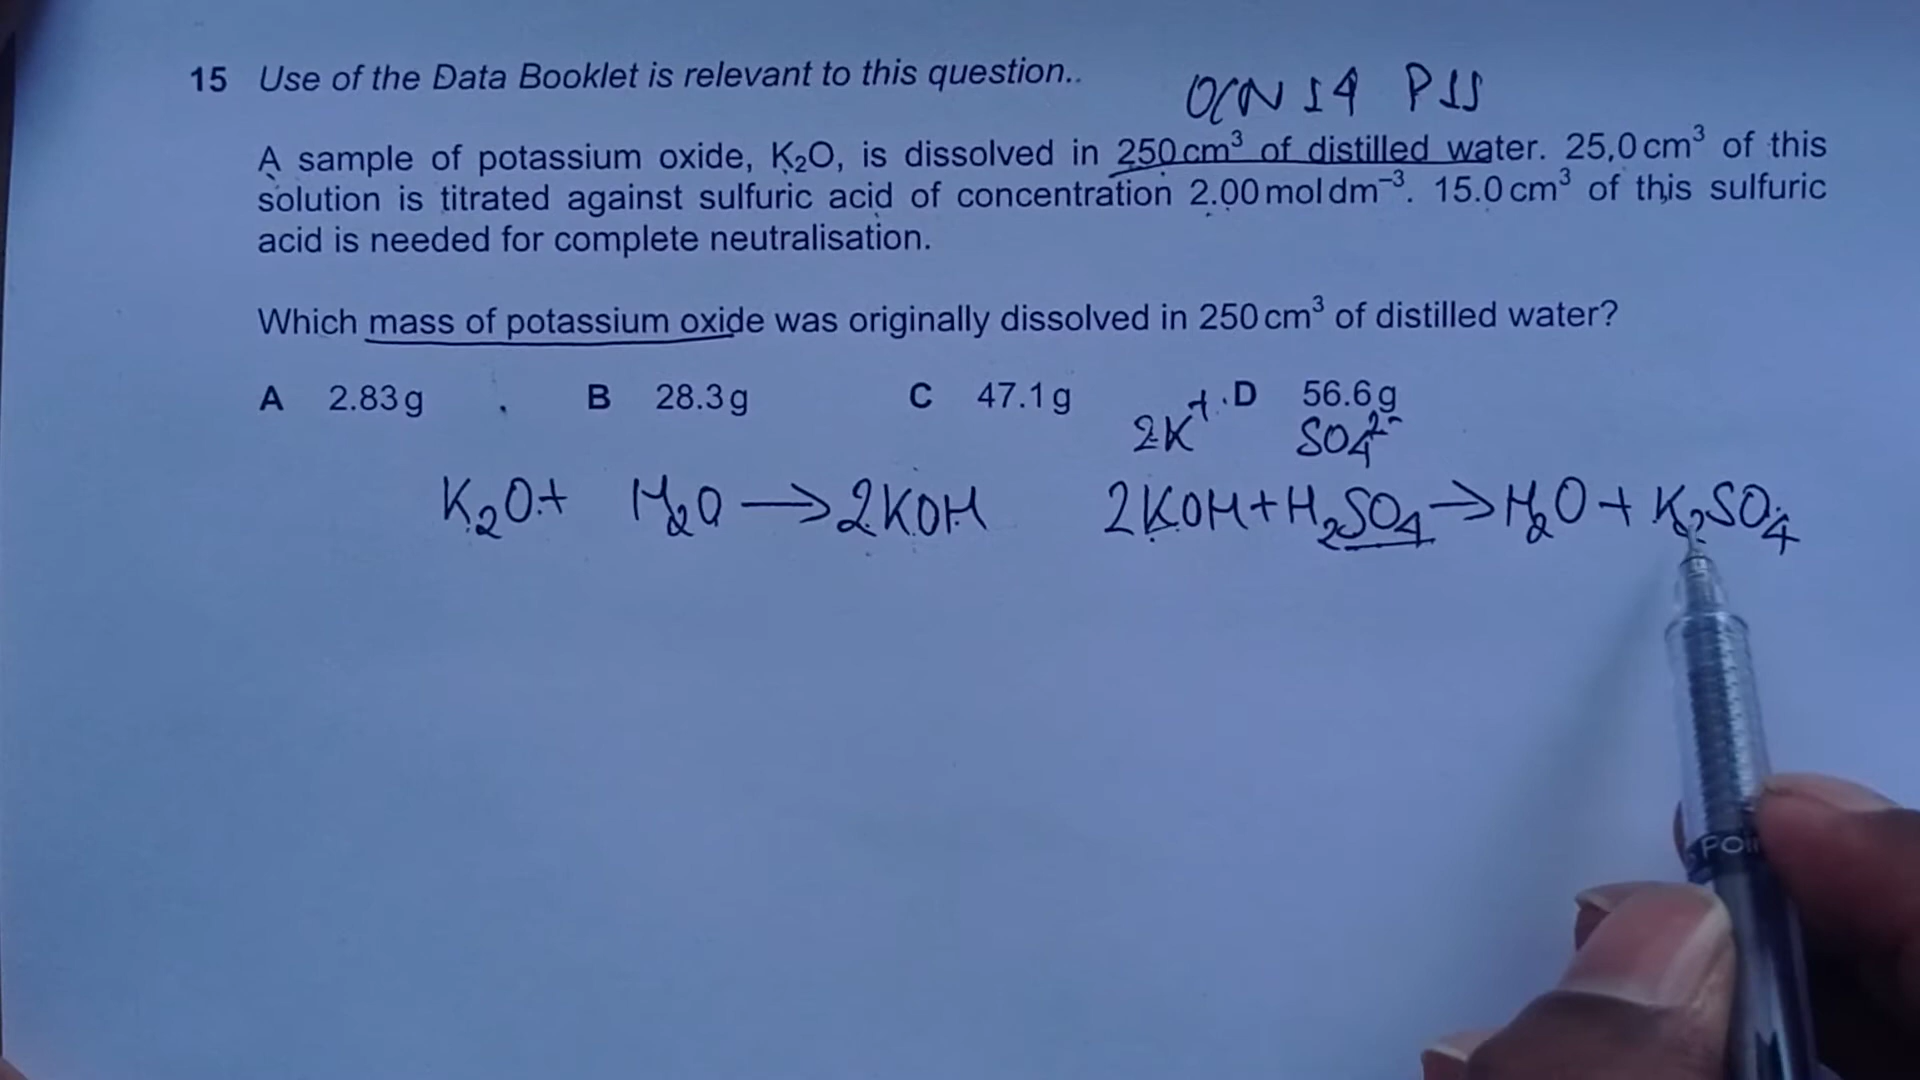 15 Use of the Data Booklet is relevant to this question..
O/N 14 P11
A sample of potassium oxide, K₂O, is dissolved in 250 cm³ of distilled water. 25,0 cm³ of this
solution is titrated against sulfuric acid of concentration 2.00 mol dm⁻³. 15.0 cm³ of this sulfuric
acid is needed for complete neutralisation.
Which mass of potassium oxide was originally dissolved in 250 cm³ of distilled water?
A 2.83 g B 28.3 g C 47.1 g D 56.6 g
2K⁺ SO₄²⁻
K₂O + H₂O → 2KOH 2KOH + H₂SO₄ → H₂O + K₂SO₄